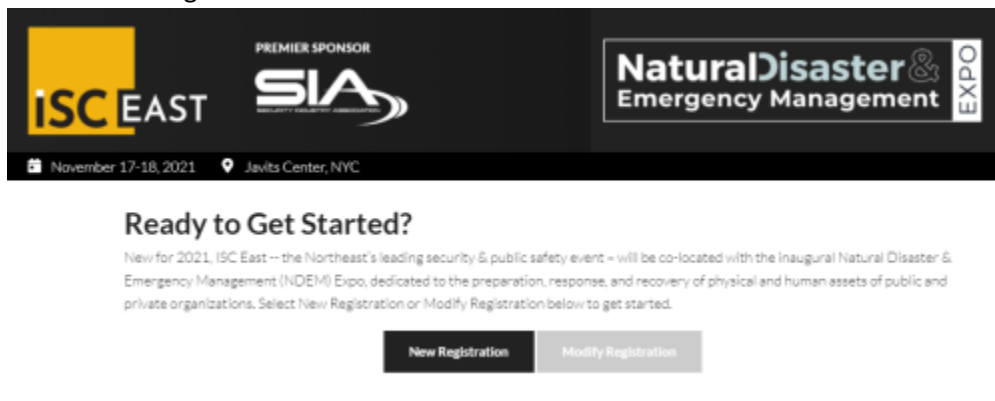 PREMIER SPONSOR
iSC EAST
SIA
SECURITY INDUSTRY ASSOCIATION
NaturalDisaster&
Emergency Management
EXPO
November 17-18, 2021 Javits Center, NYC
Ready to Get Started?
New for 2021, ISC East -- the Northeast's leading security & public safety event – will be co-located with the inaugural Natural Disaster &
Emergency Management (NDEM) Expo, dedicated to the preparation, response, and recovery of physical and human assets of public and
private organizations. Select New Registration or Modify Registration below to get started.
New Registration Modify Registration